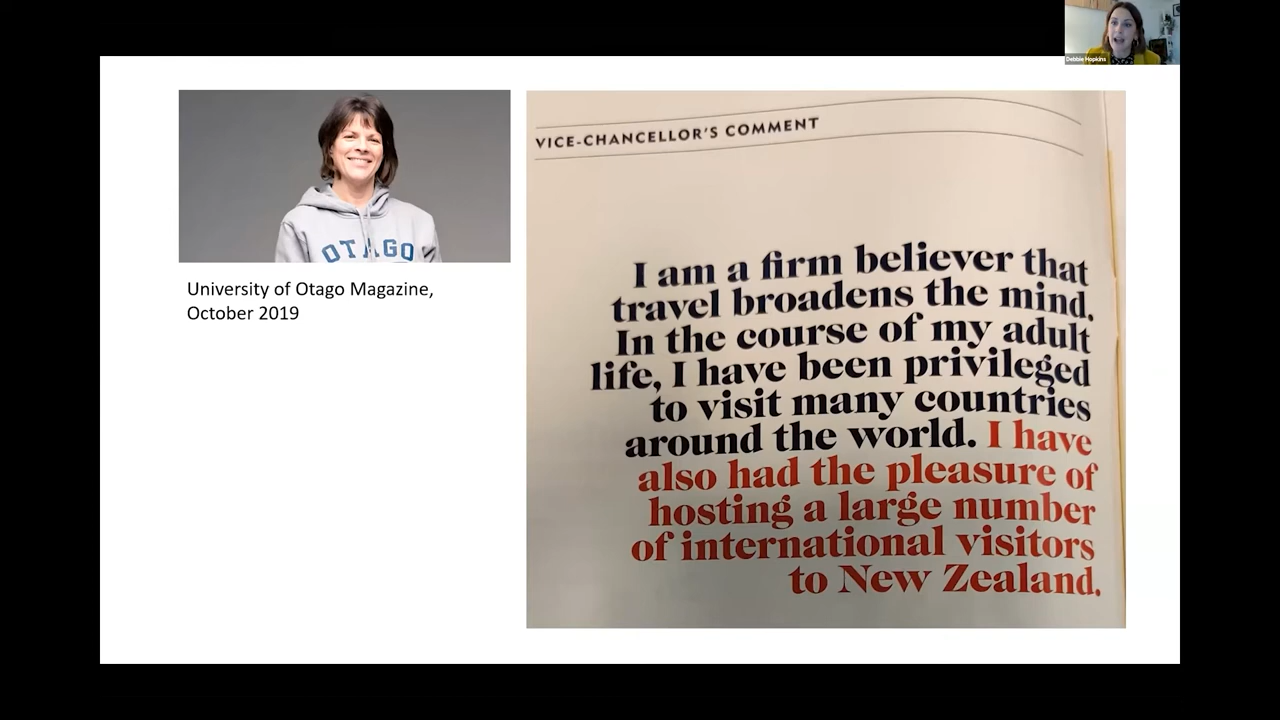 Debbie Hopkins
OTAGO
University of Otago Magazine,
October 2019
VICE-CHANCELLOR'S COMMENT
I am a firm believer that
travel broadens the mind.
In the course of my adult
life, I have been privileged
to visit many countries
around the world. I have
also had the pleasure of
hosting a large number
of international visitors
to New Zealand.